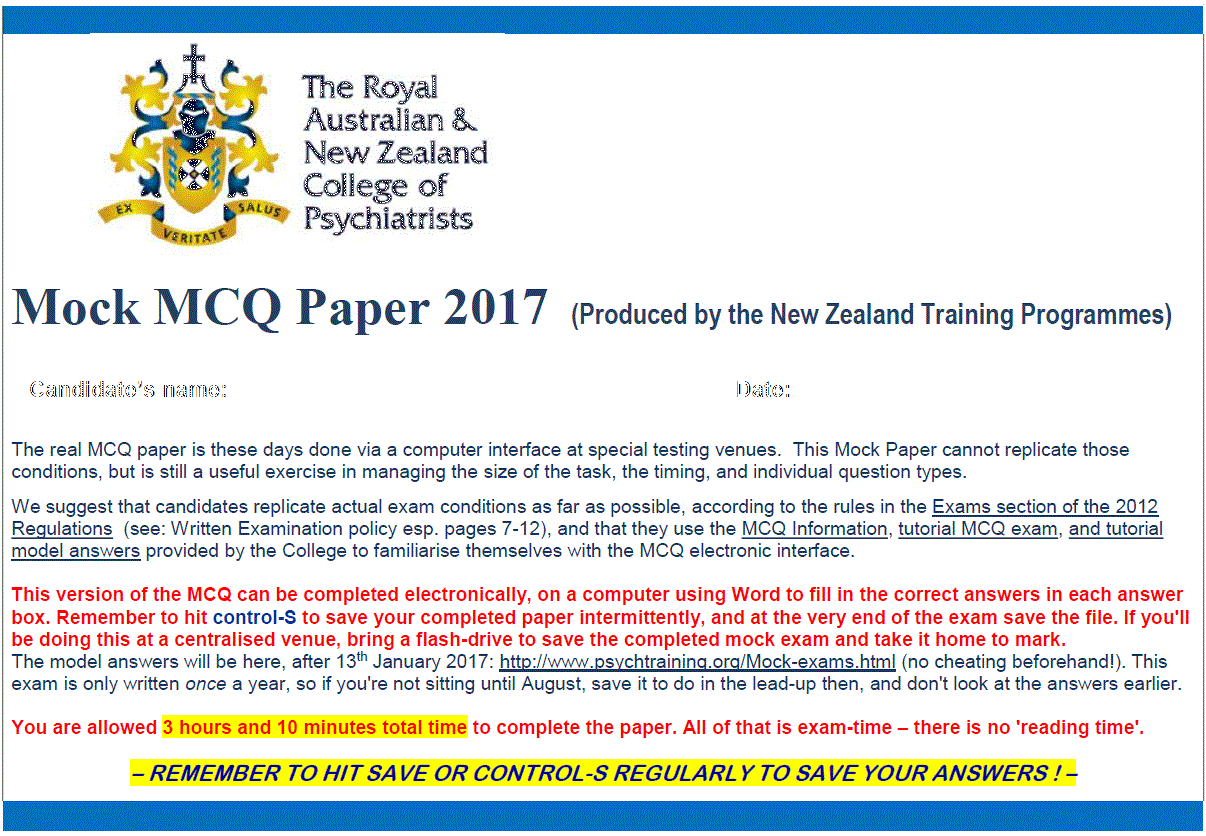 The Royal
Australian &
New Zealand
College of
Psychiatrists
EX
VERITATE
SALUS
Mock MCQ Paper 2017 (Produced by the New Zealand Training Programmes)
Candidate's name: Date:
The real MCQ paper is these days done via a computer interface at special testing venues. This Mock Paper cannot replicate those
conditions, but is still a useful exercise in managing the size of the task, the timing, and individual question types.
We suggest that candidates replicate actual exam conditions as far as possible, according to the rules in the Exams section of the 2012
Regulations (see: Written Examination policy esp. pages 7-12), and that they use the MCQ Information, tutorial MCQ exam, and tutorial
model answers provided by the College to familiarise themselves with the MCQ electronic interface.
This version of the MCQ can be completed electronically, on a computer using Word to fill in the correct answers in each answer
box. Remember to hit control-S to save your completed paper intermittently, and at the very end of the exam save the file. If you'll
be doing this at a centralised venue, bring a flash-drive to save the completed mock exam and take it home to mark.
The model answers will be here, after 13th January 2017: http://www.psychtraining.org/Mock-exams.html (no cheating beforehand!). This
exam is only written once a year, so if you're not sitting until August, save it to do in the lead-up then, and don't look at the answers earlier.
You are allowed 3 hours and 10 minutes total time to complete the paper. All of that is exam-time – there is no 'reading time'.
– REMEMBER TO HIT SAVE OR CONTROL-S REGULARLY TO SAVE YOUR ANSWERS ! –